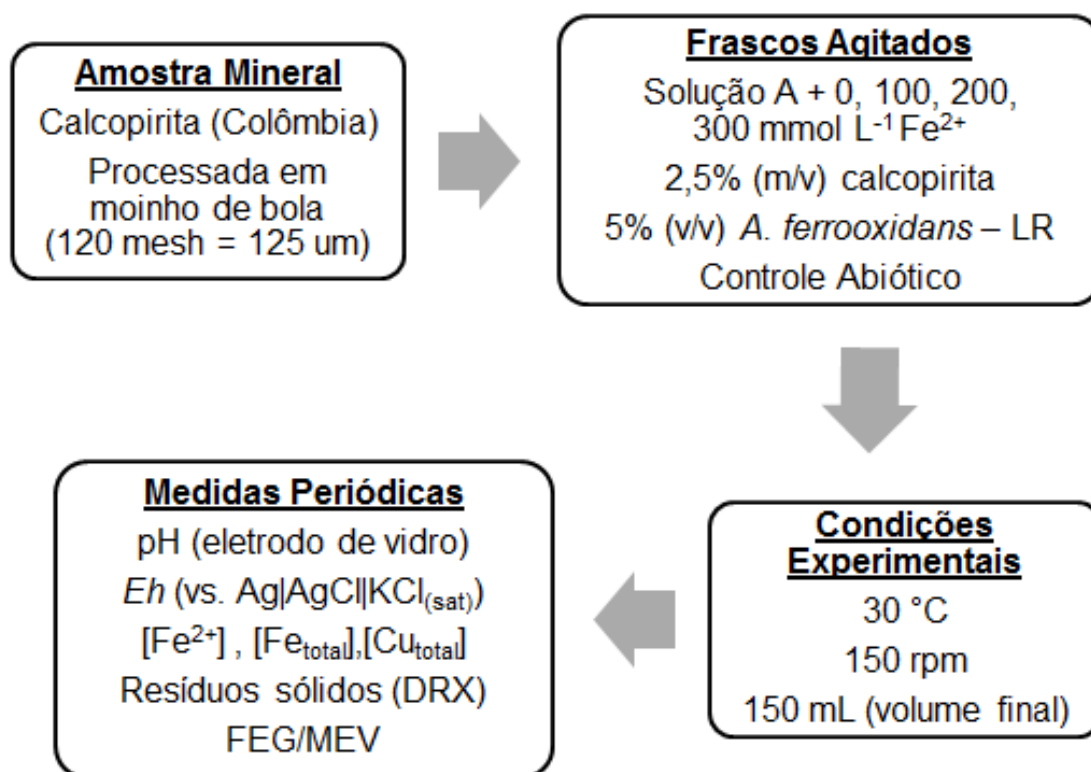 Amostra Mineral
Calcopirita (Colômbia)
Processada em
moinho de bola
(120 mesh = 125 um)
Frascos Agitados
Solução A + 0, 100, 200,
300 mmol L⁻¹ Fe²⁺
2,5% (m/v) calcopirita
5% (v/v) A. ferrooxidans – LR
Controle Abiótico
Condições
Experimentais
30 °C
150 rpm
150 mL (volume final)
Medidas Periódicas
pH (eletrodo de vidro)
Eh (vs. Ag|AgCl||KCl(sat))
[Fe²⁺] , [Fetotal],[Cutotal]
Resíduos sólidos (DRX)
FEG/MEV